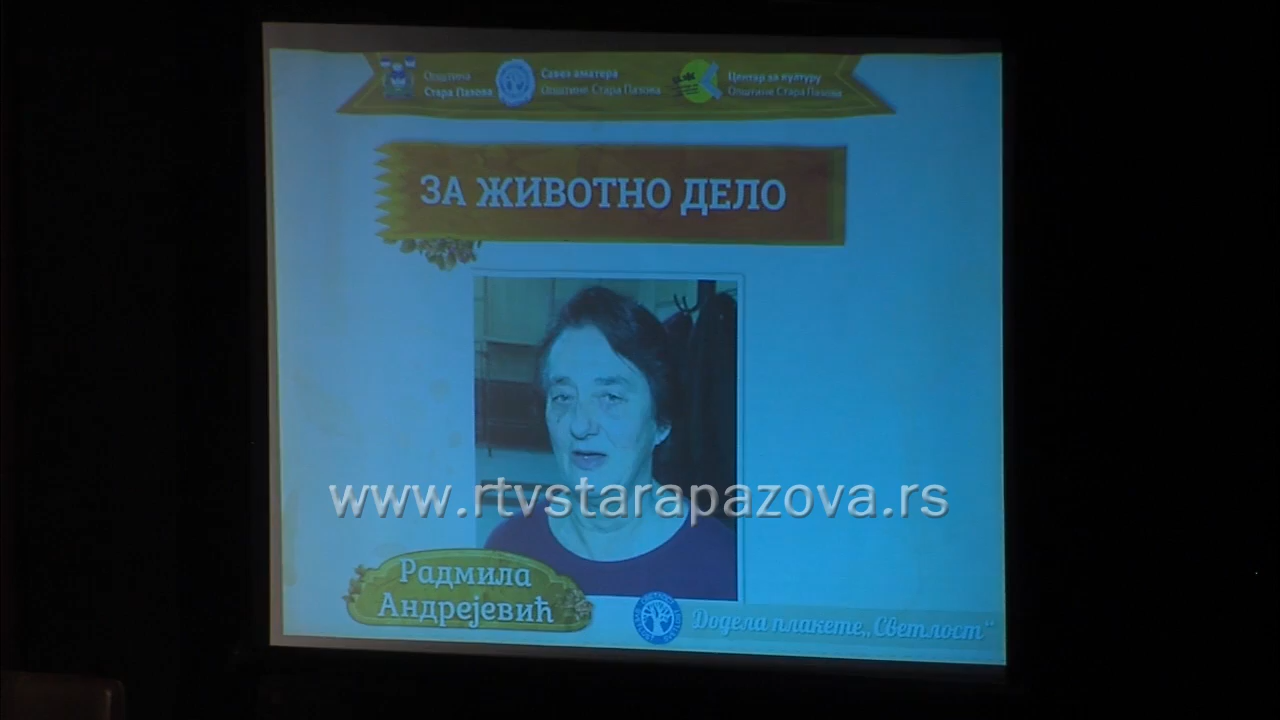 Општина
Стара Пазова
Савез аматера
Општине Стара Пазова
Центар за културу
Општине Стара Пазова
ЗА ЖИВОТНО ДЕЛО
www.rtvstarapazova.rs
Радмила
Андрејевић
Додела плакете „Светлост“